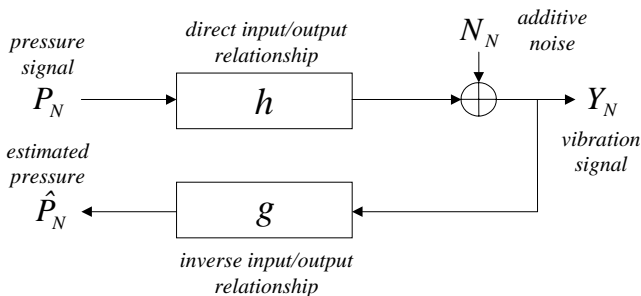 pressure signal
direct input/output relationship
additive noise
P_N
h
N_N
Y_N
vibration signal
estimated pressure
P̂_N
g
inverse input/output relationship